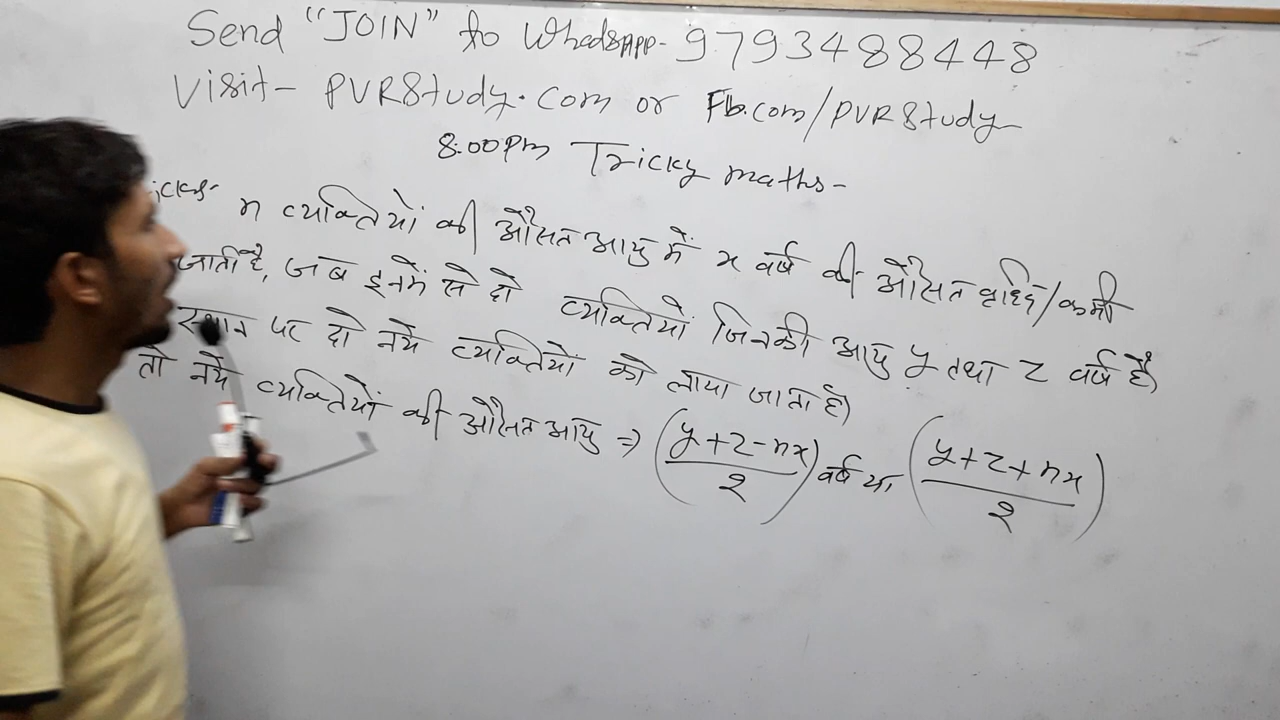 Send "JOIN" to Whatsapp- 9793488448
Visit- PVRStudy.com or Fb.com/PVRStudy
8:00Pm Tricky maths-
n व्यक्तियों की औसत आयु में x वर्ष की औसत वृद्धि/कमी
जाती है, जब इनमें से दो व्यक्तियों जिनकी आयु y तथा z वर्ष है)
स्थान पर दो नये व्यक्तियों को लाया जाता है)
तो नये व्यक्तियों की औसत आयु ⇒ (y+z-nx)/2 वर्ष या (y+z+nx)/2